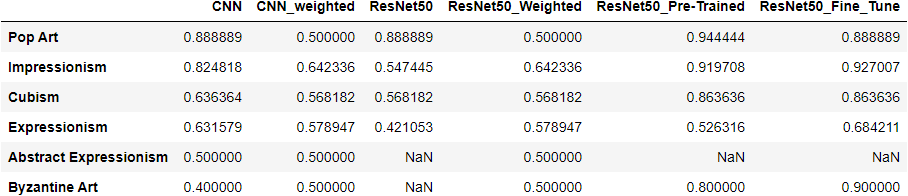 CNN CNN_weighted ResNet50 ResNet50_Weighted ResNet50_Pre-Trained ResNet50_Fine_Tune
Pop Art 0.888889 0.500000 0.888889 0.500000 0.944444 0.888889
Impressionism 0.824818 0.642336 0.547445 0.642336 0.919708 0.927007
Cubism 0.636364 0.568182 0.568182 0.568182 0.863636 0.863636
Expressionism 0.631579 0.578947 0.421053 0.578947 0.526316 0.684211
Abstract Expressionism 0.500000 0.500000 NaN 0.500000 NaN NaN
Byzantine Art 0.400000 0.500000 NaN 0.500000 0.800000 0.900000